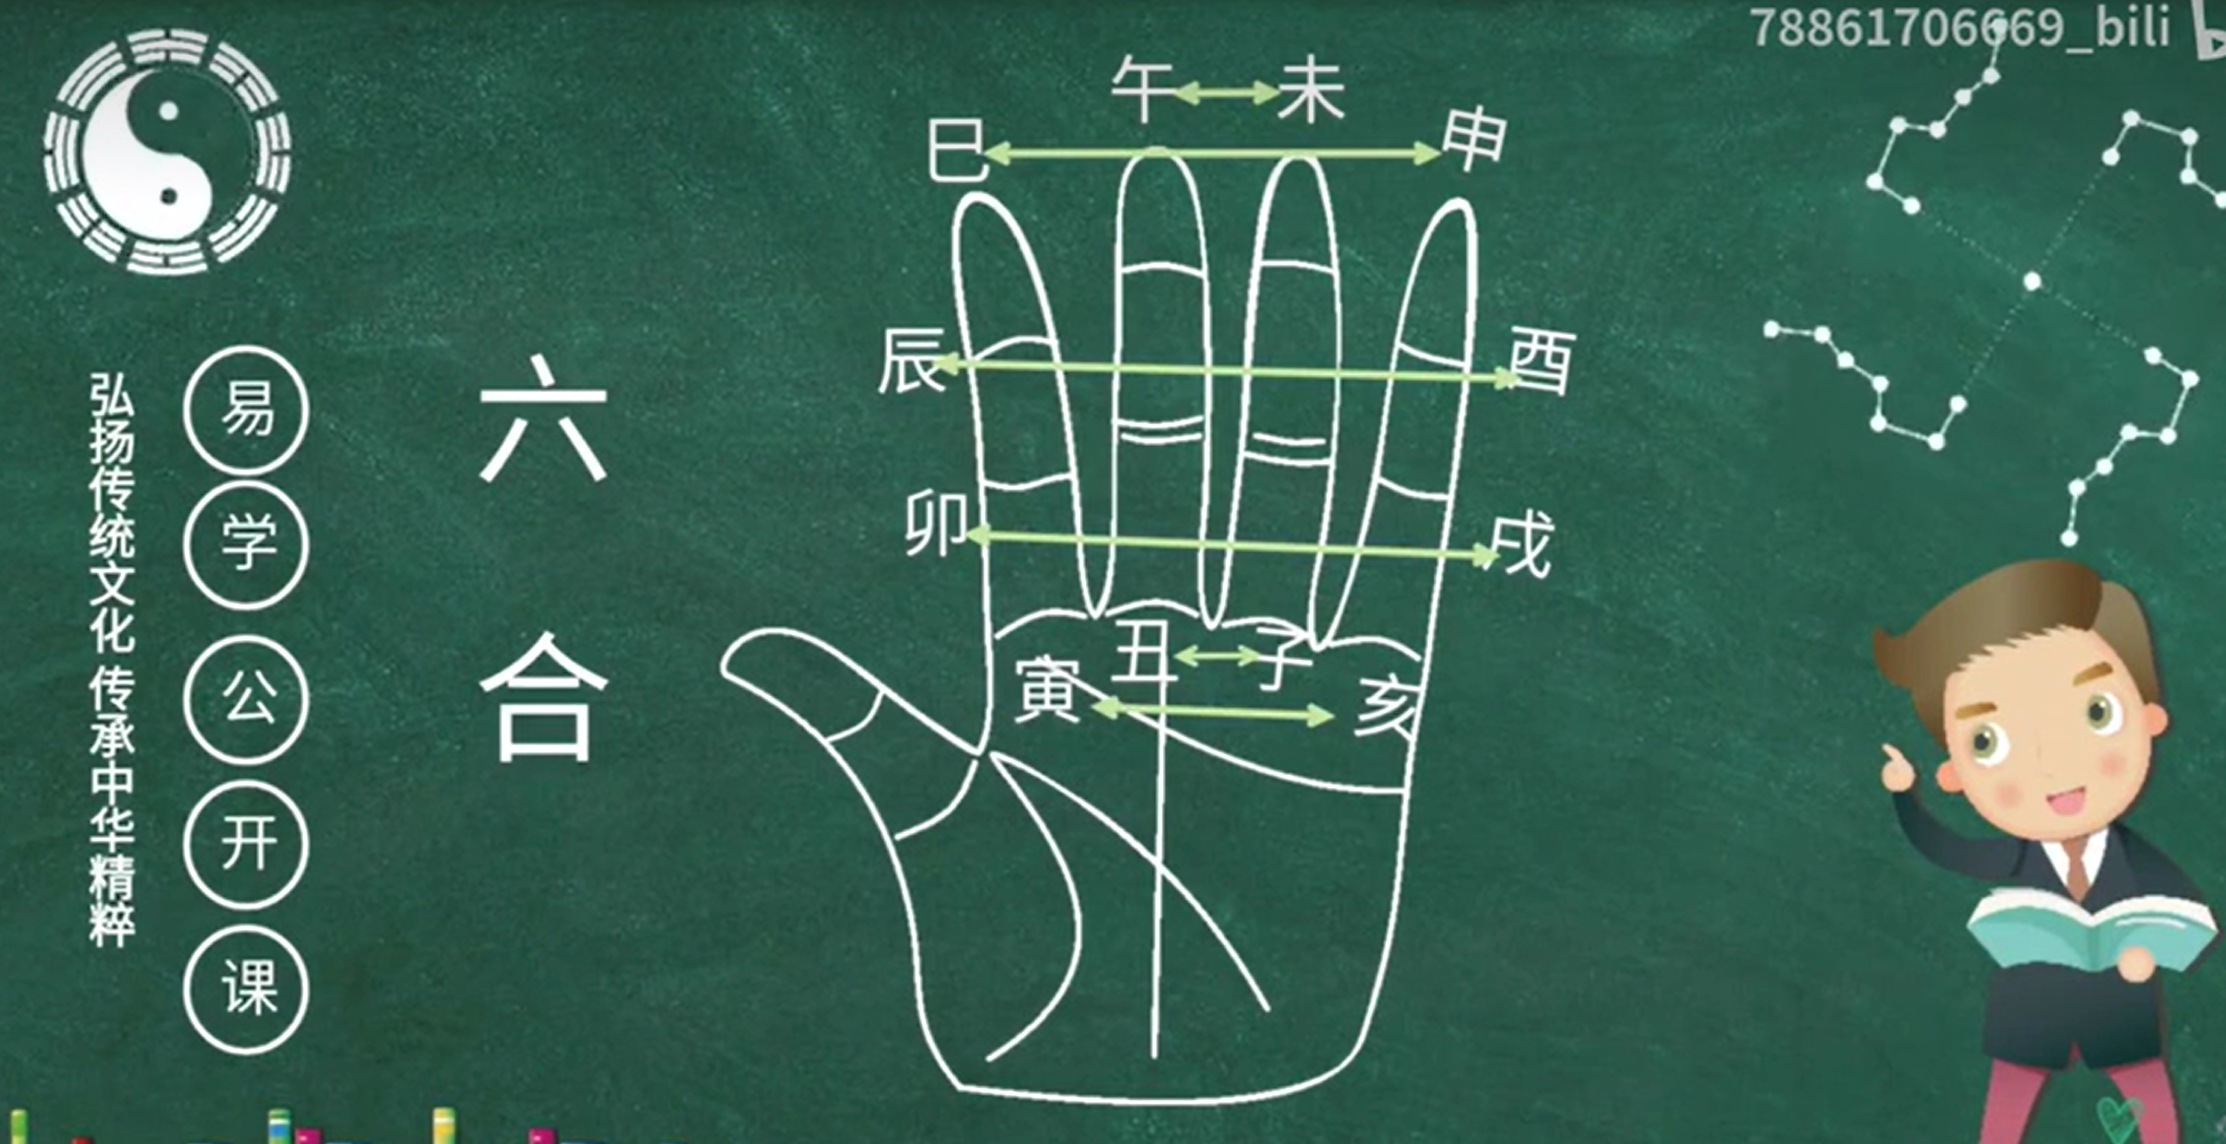 78861706669_bili
弘扬传统文化 传承中华精粹
易学公开课
六合
午 未
巳 申
辰 酉
卯 戌
丑 子
寅 亥